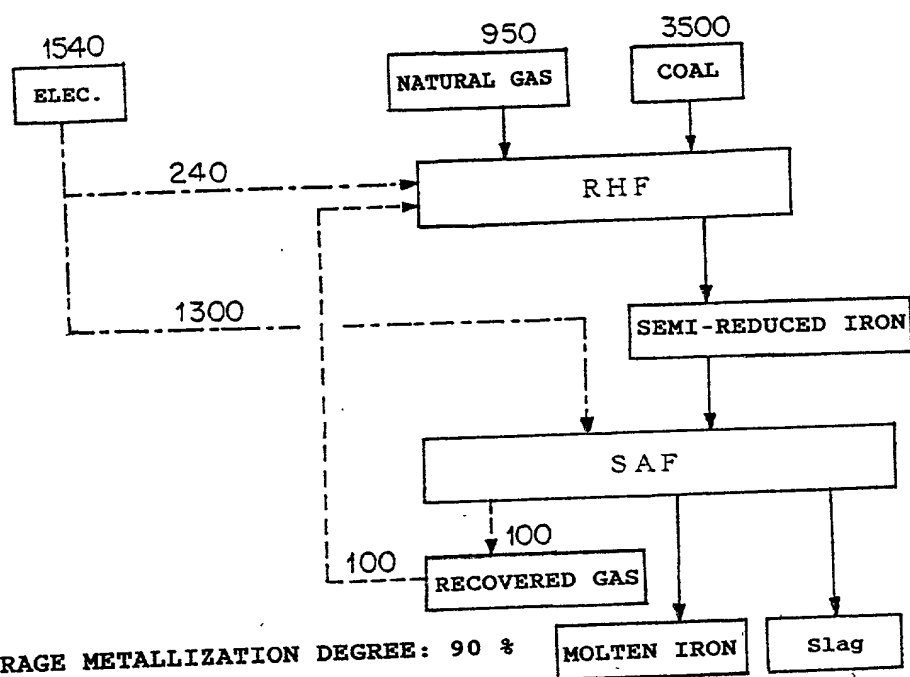 1540
950
3500
ELEC.
NATURAL GAS
COAL
240
RHF
1300
SEMI-REDUCED IRON
SAF
100
100
RECOVERED GAS
RAGE METALLIZATION DEGREE: 90 %
MOLTEN IRON
Slag